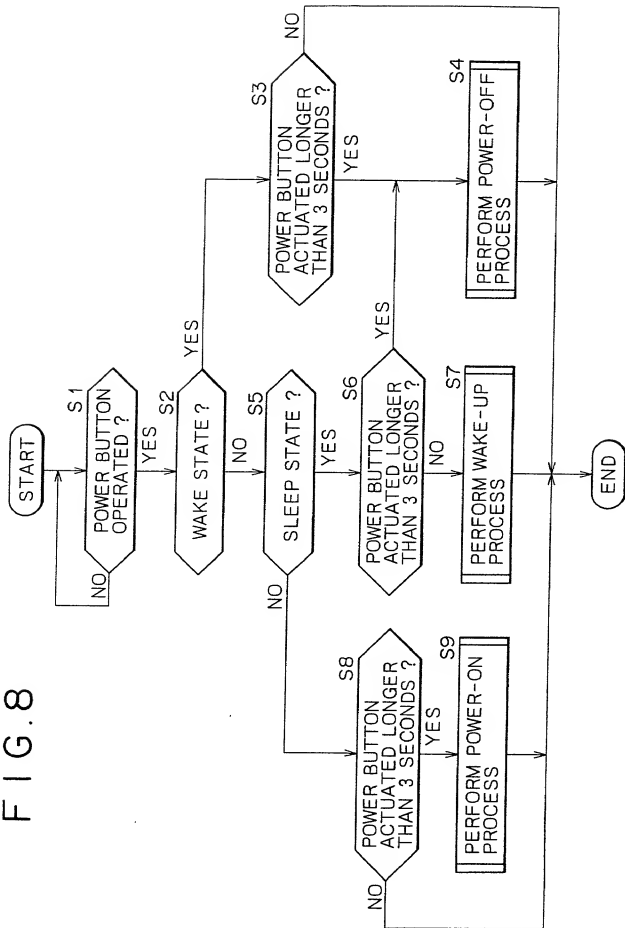 FIG.8
START
S1
POWER BUTTON
OPERATED ?
NO
YES
S2
WAKE STATE ?
YES
NO
S3
POWER BUTTON
ACTUATED LONGER
THAN 3 SECONDS ?
NO
YES
S4
PERFORM POWER-OFF
PROCESS
S5
SLEEP STATE ?
NO
YES
S6
POWER BUTTON
ACTUATED LONGER
THAN 3 SECONDS ?
YES
NO
S7
PERFORM WAKE-UP
PROCESS
S8
POWER BUTTON
ACTUATED LONGER
THAN 3 SECONDS ?
NO
YES
S9
PERFORM POWER-ON
PROCESS
END